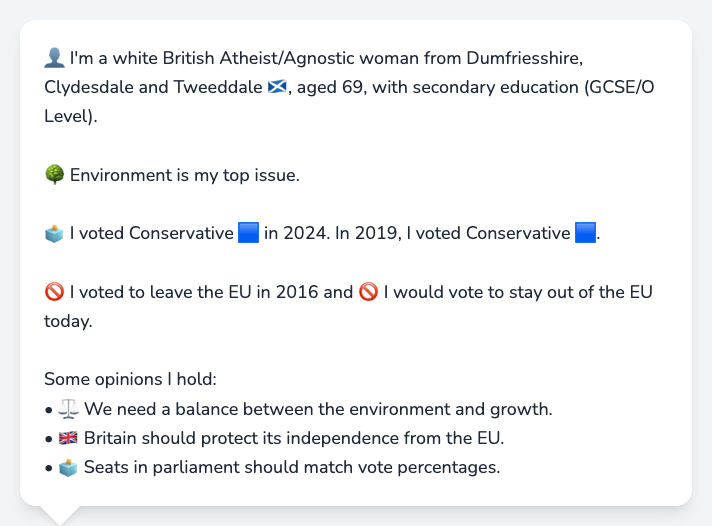 👤 I'm a white British Atheist/Agnostic woman from Dumfriesshire,
Clydesdale and Tweeddale 🏴󠁧󠁢󠁳󠁣󠁴󠁿, aged 69, with secondary education (GCSE/O
Level).
🌳 Environment is my top issue.
🗳️ I voted Conservative 🟦 in 2024. In 2019, I voted Conservative 🟦.
🚫 I voted to leave the EU in 2016 and 🚫 I would vote to stay out of the EU
today.
Some opinions I hold:
• ⚖️ We need a balance between the environment and growth.
• 🇬🇧 Britain should protect its independence from the EU.
• 🗳️ Seats in parliament should match vote percentages.